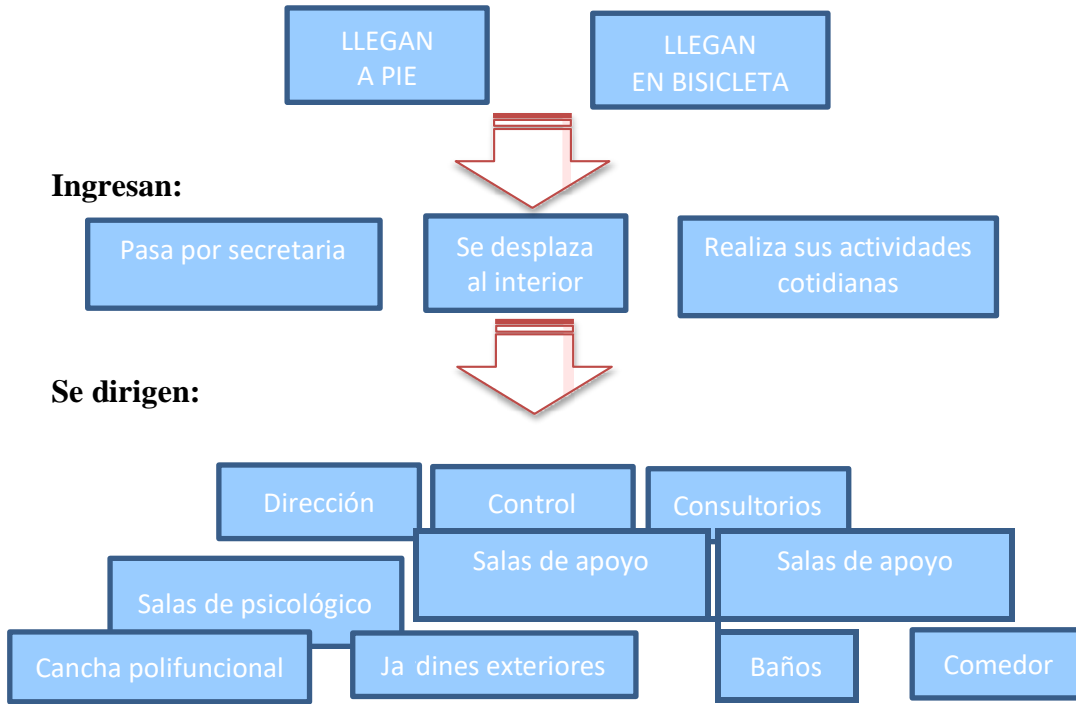 LLEGAN
A PIE
LLEGAN
EN BISICLETA
Ingresan:
Pasa por secretaria
Se desplaza
al interior
Realiza sus actividades
cotidianas
Se dirigen:
Dirección
Control
Consultorios
Salas de apoyo
Salas de apoyo
Salas de psicológico
Cancha polifuncional
Ja dines exteriores
Baños
Comedor